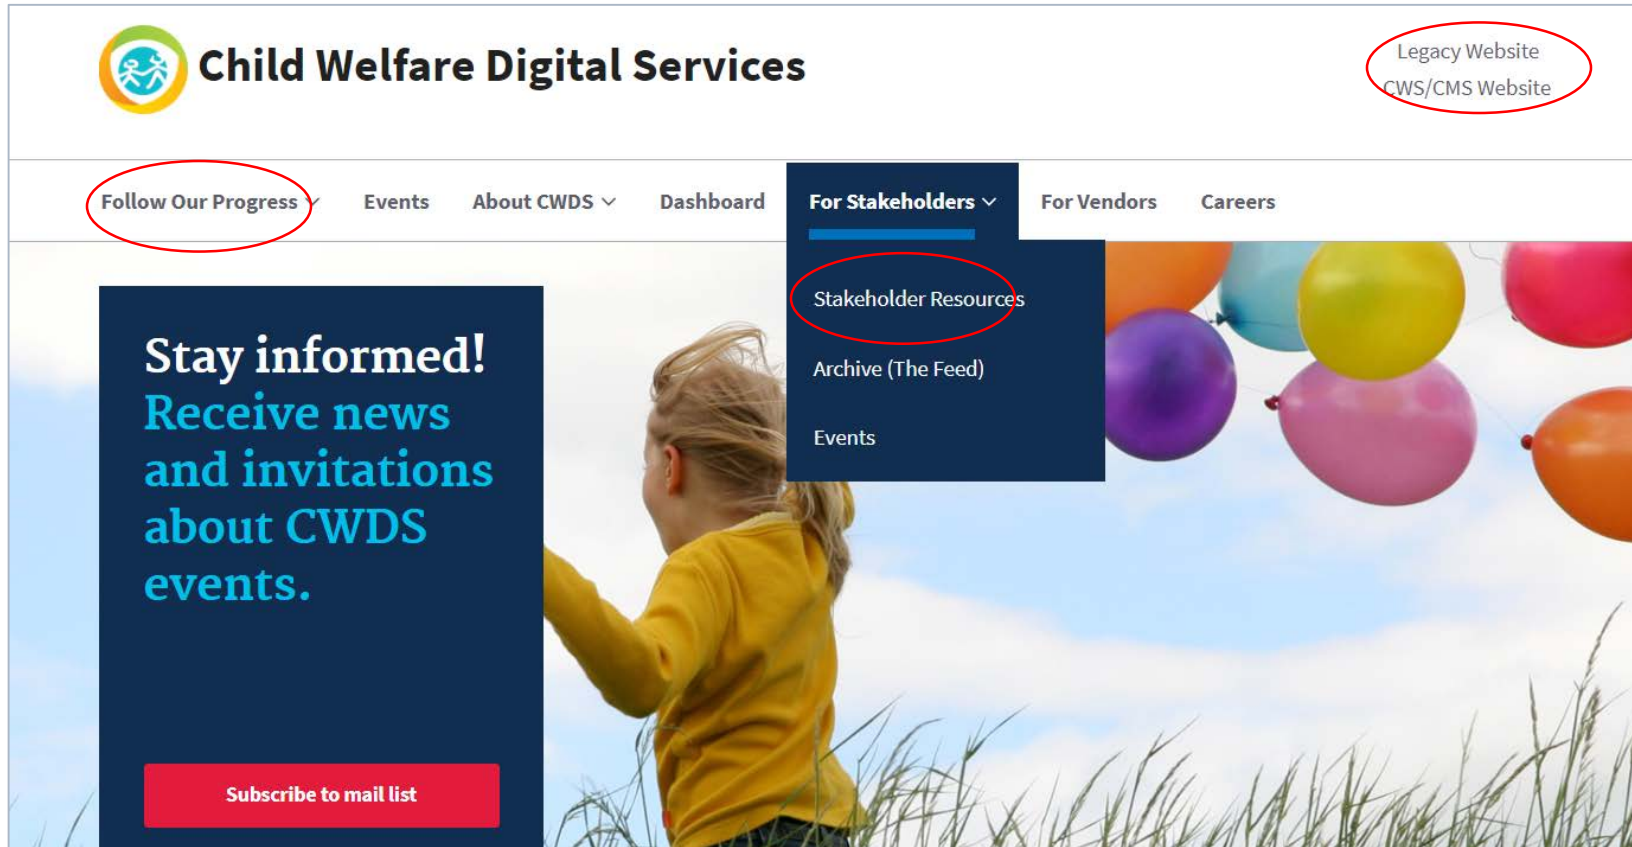 Child Welfare Digital Services
Legacy Website
CWS/CMS Website
Follow Our Progress
Events
About CWDS
Dashboard
For Stakeholders
For Vendors
Careers
Stakeholder Resources
Archive (The Feed)
Events
Stay informed!
Receive news
and invitations
about CWDS
events.
Subscribe to mail list